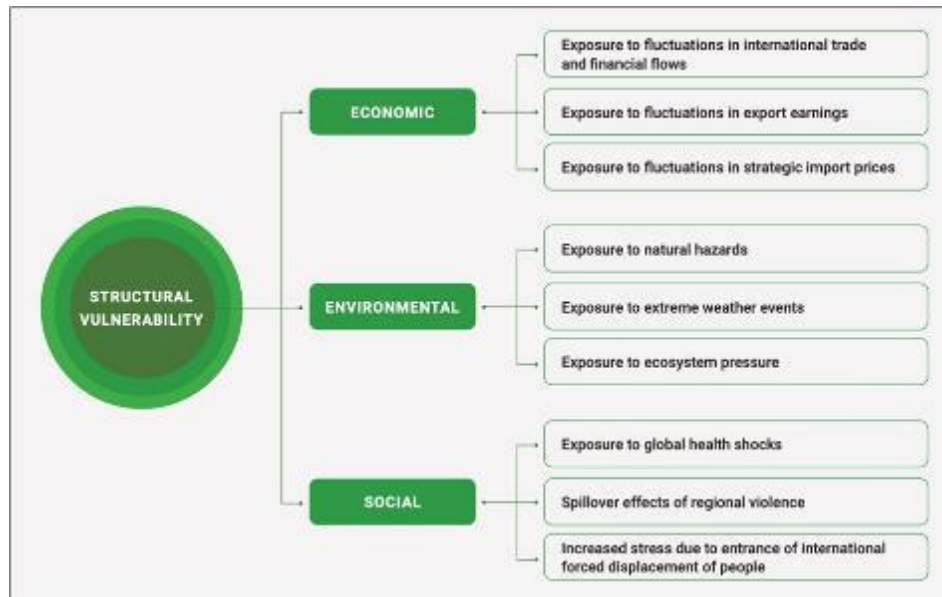 STRUCTURAL
VULNERABILITY
ECONOMIC
Exposure to fluctuations in international trade
and financial flows
Exposure to fluctuations in export earnings
Exposure to fluctuations in strategic import prices
ENVIRONMENTAL
Exposure to natural hazards
Exposure to extreme weather events
Exposure to ecosystem pressure
SOCIAL
Exposure to global health shocks
Spillover effects of regional violence
Increased stress due to entrance of international
forced displacement of people